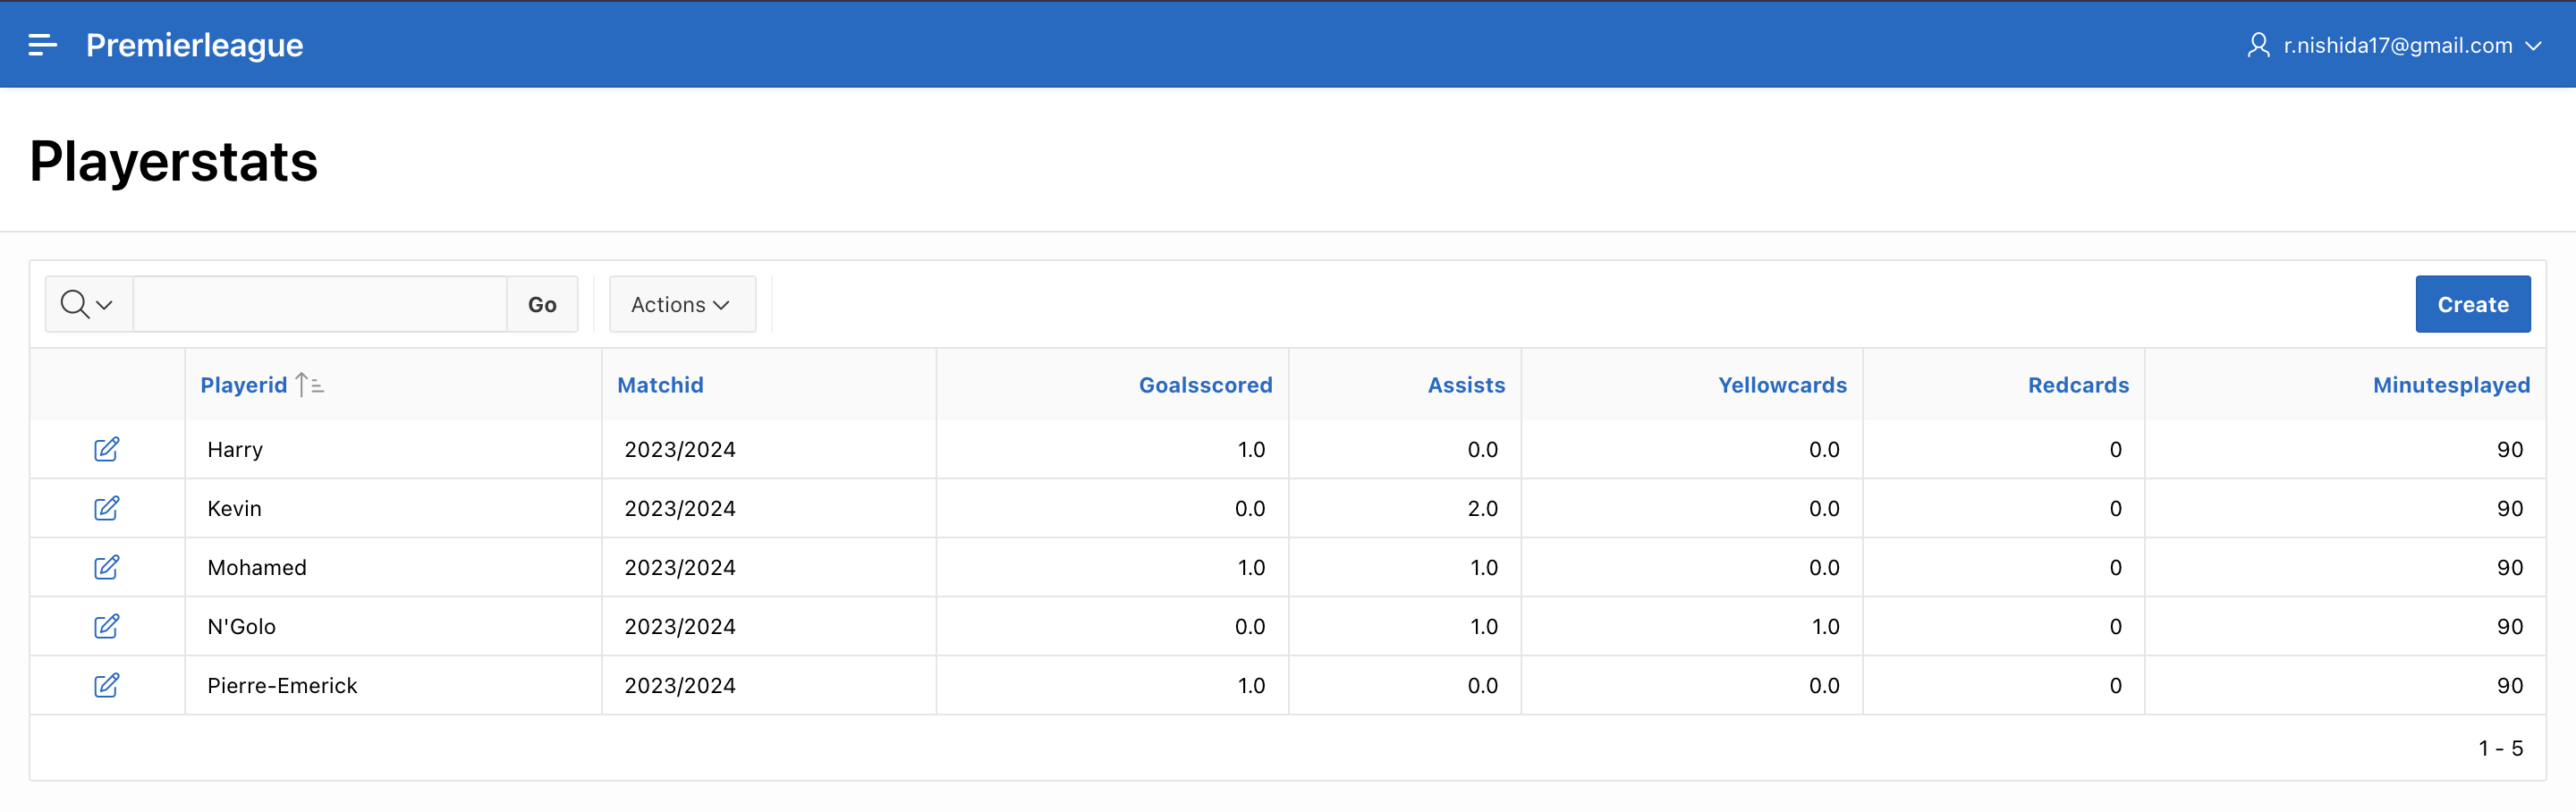 Premierleague r.nishida17@gmail.com
Playerstats
Go Actions Create
Playerid Matchid Goalsscored Assists Yellowcards Redcards Minutesplayed
Harry 2023/2024 1.0 0.0 0.0 0 90
Kevin 2023/2024 0.0 2.0 0.0 0 90
Mohamed 2023/2024 1.0 1.0 0.0 0 90
N'Golo 2023/2024 0.0 1.0 1.0 0 90
Pierre-Emerick 2023/2024 1.0 0.0 0.0 0 90
1 - 5